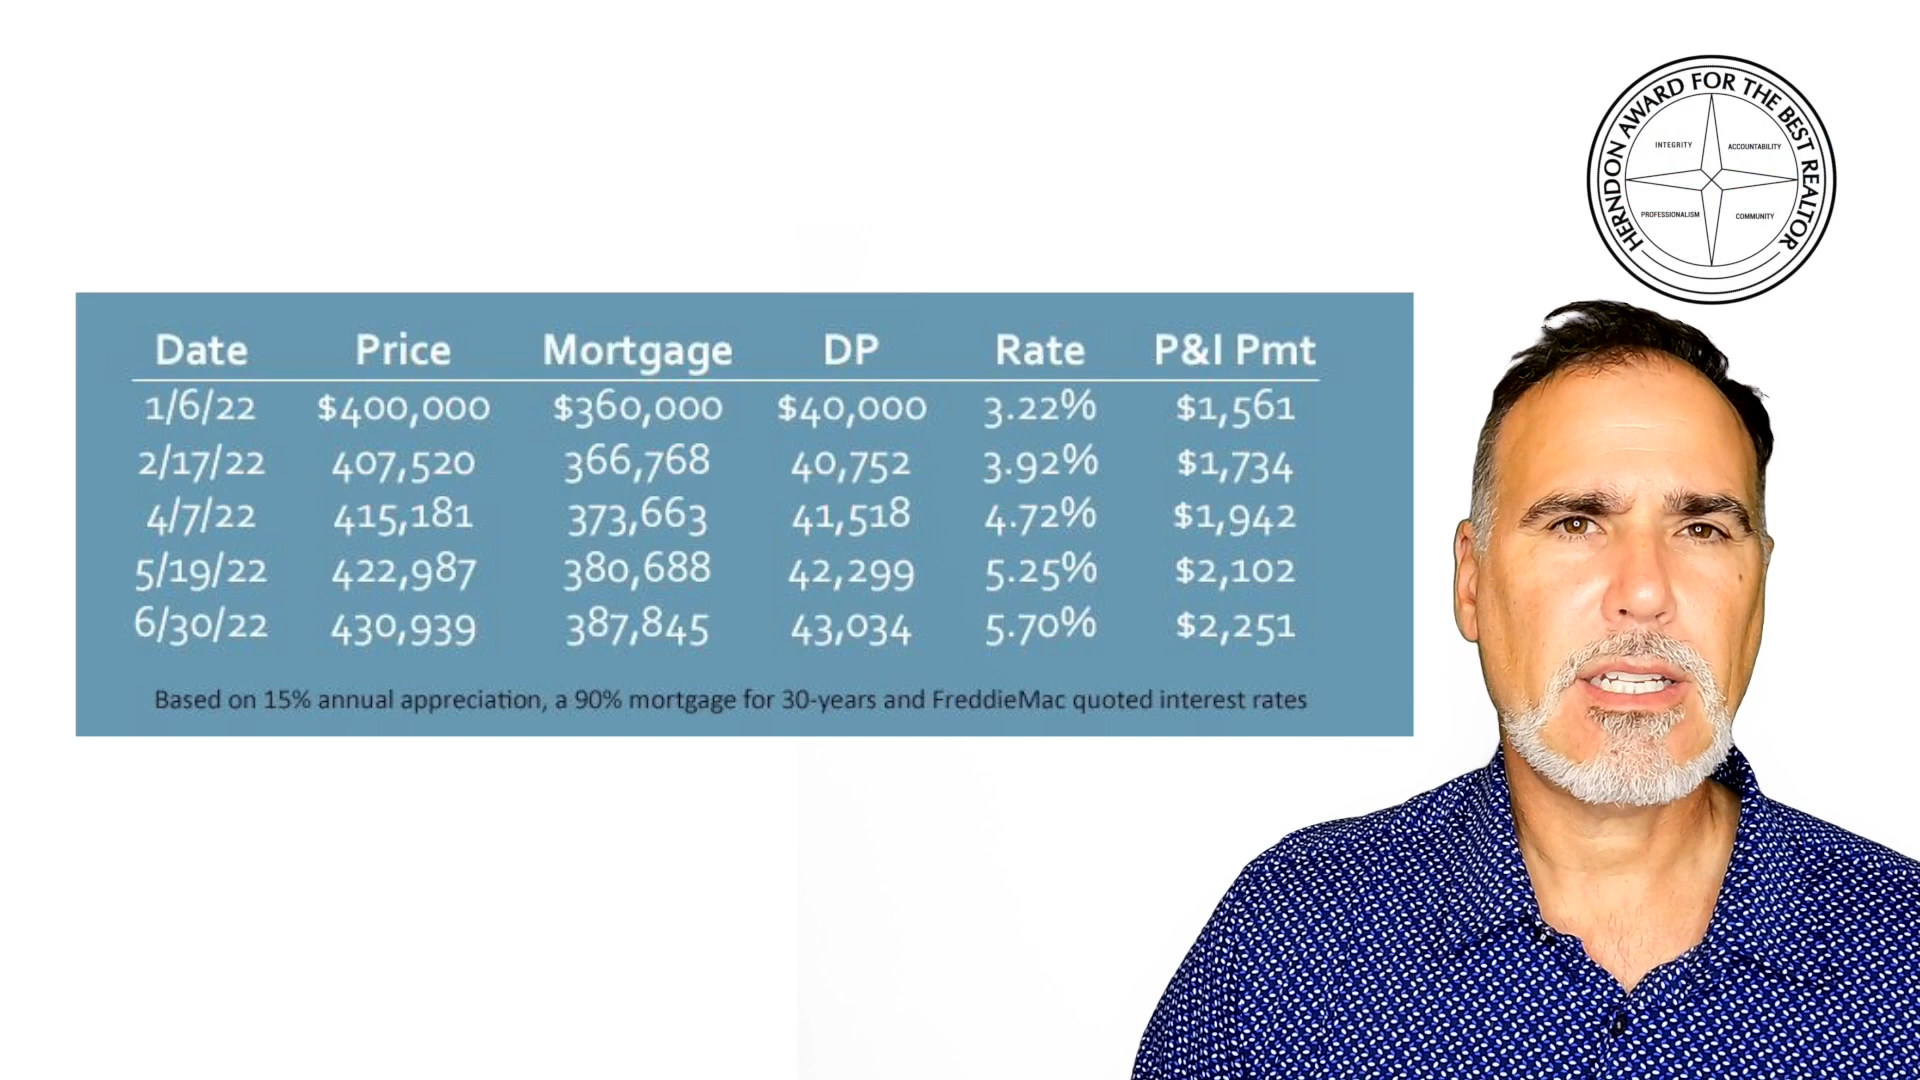 HERNDON AWARD FOR THE BEST REALTOR
INTEGRITY
ACCOUNTABILITY
PROFESSIONALISM
COMMUNITY
Date Price Mortgage DP Rate P&I Pmt
1/6/22 $400,000 $360,000 $40,000 3.22% $1,561
2/17/22 407,520 366,768 40,752 3.92% $1,734
4/7/22 415,181 373,663 41,518 4.72% $1,942
5/19/22 422,987 380,688 42,299 5.25% $2,102
6/30/22 430,939 387,845 43,034 5.70% $2,251
Based on 15% annual appreciation, a 90% mortgage for 30-years and FreddieMac quoted interest rates